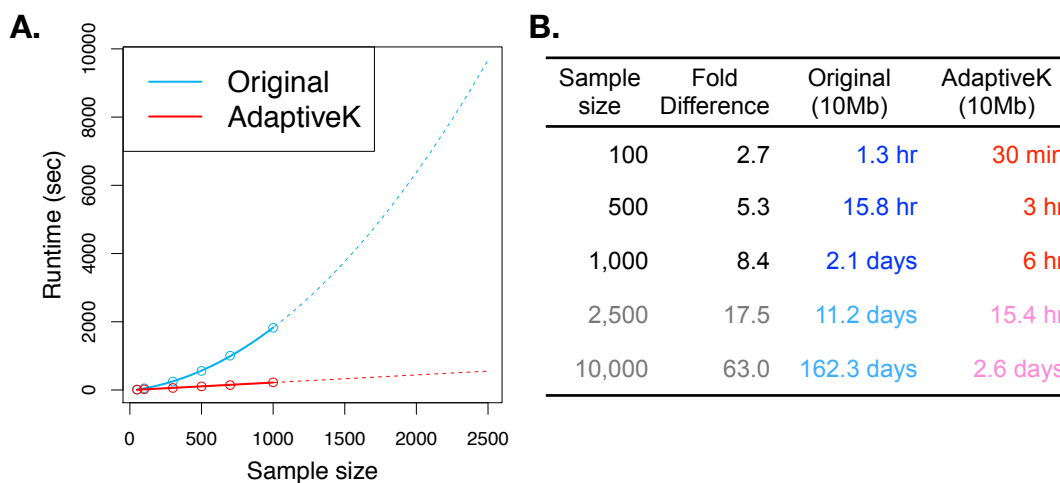 A.
Original
AdaptiveK
Runtime (sec)
0
2000
4000
6000
8000
10000
0 500 1000 1500 2000 2500
Sample size
B.
Sample size Fold Difference Original (10Mb) AdaptiveK (10Mb)
100 2.7 1.3 hr 30 min
500 5.3 15.8 hr 3 hr
1,000 8.4 2.1 days 6 hr
2,500 17.5 11.2 days 15.4 hr
10,000 63.0 162.3 days 2.6 days